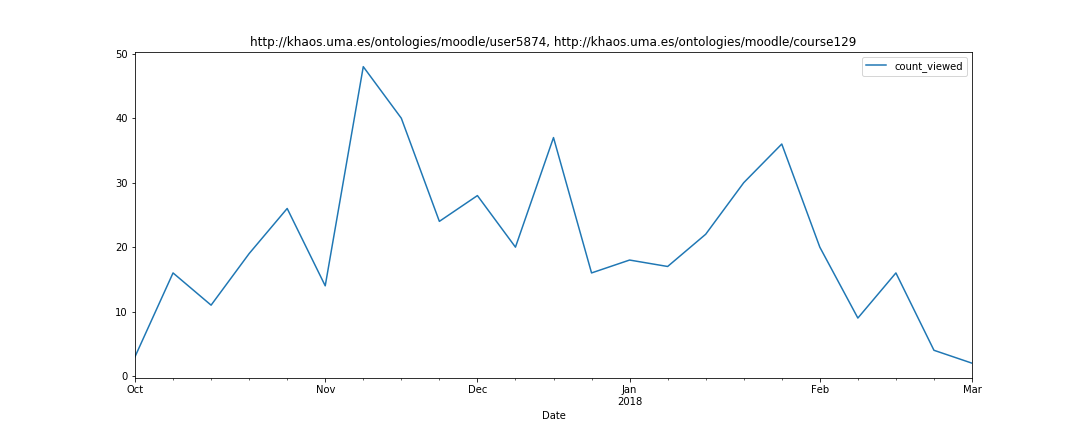 http://khaos.uma.es/ontologies/moodle/user5874, http://khaos.uma.es/ontologies/moodle/course129
count_viewed
50
40
30
20
10
0
Oct Nov Dec Jan Feb Mar
2018
Date